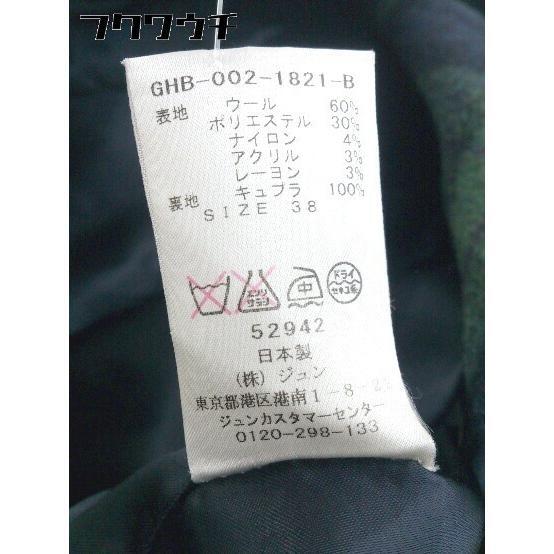 フクワウチ
GHB-002-1821-B
表地 ウール 60%
ポリエステル 30%
ナイロン 4%
アクリル 3%
レーヨン 3%
裏地 キュプラ 100%
SIZE 38
エンソ サラシ 中 ドライ セキユ系
52942
日本製
(株) ジュン
東京都港区港南1-8-
ジュンカスタマーセンター
0120-298-133